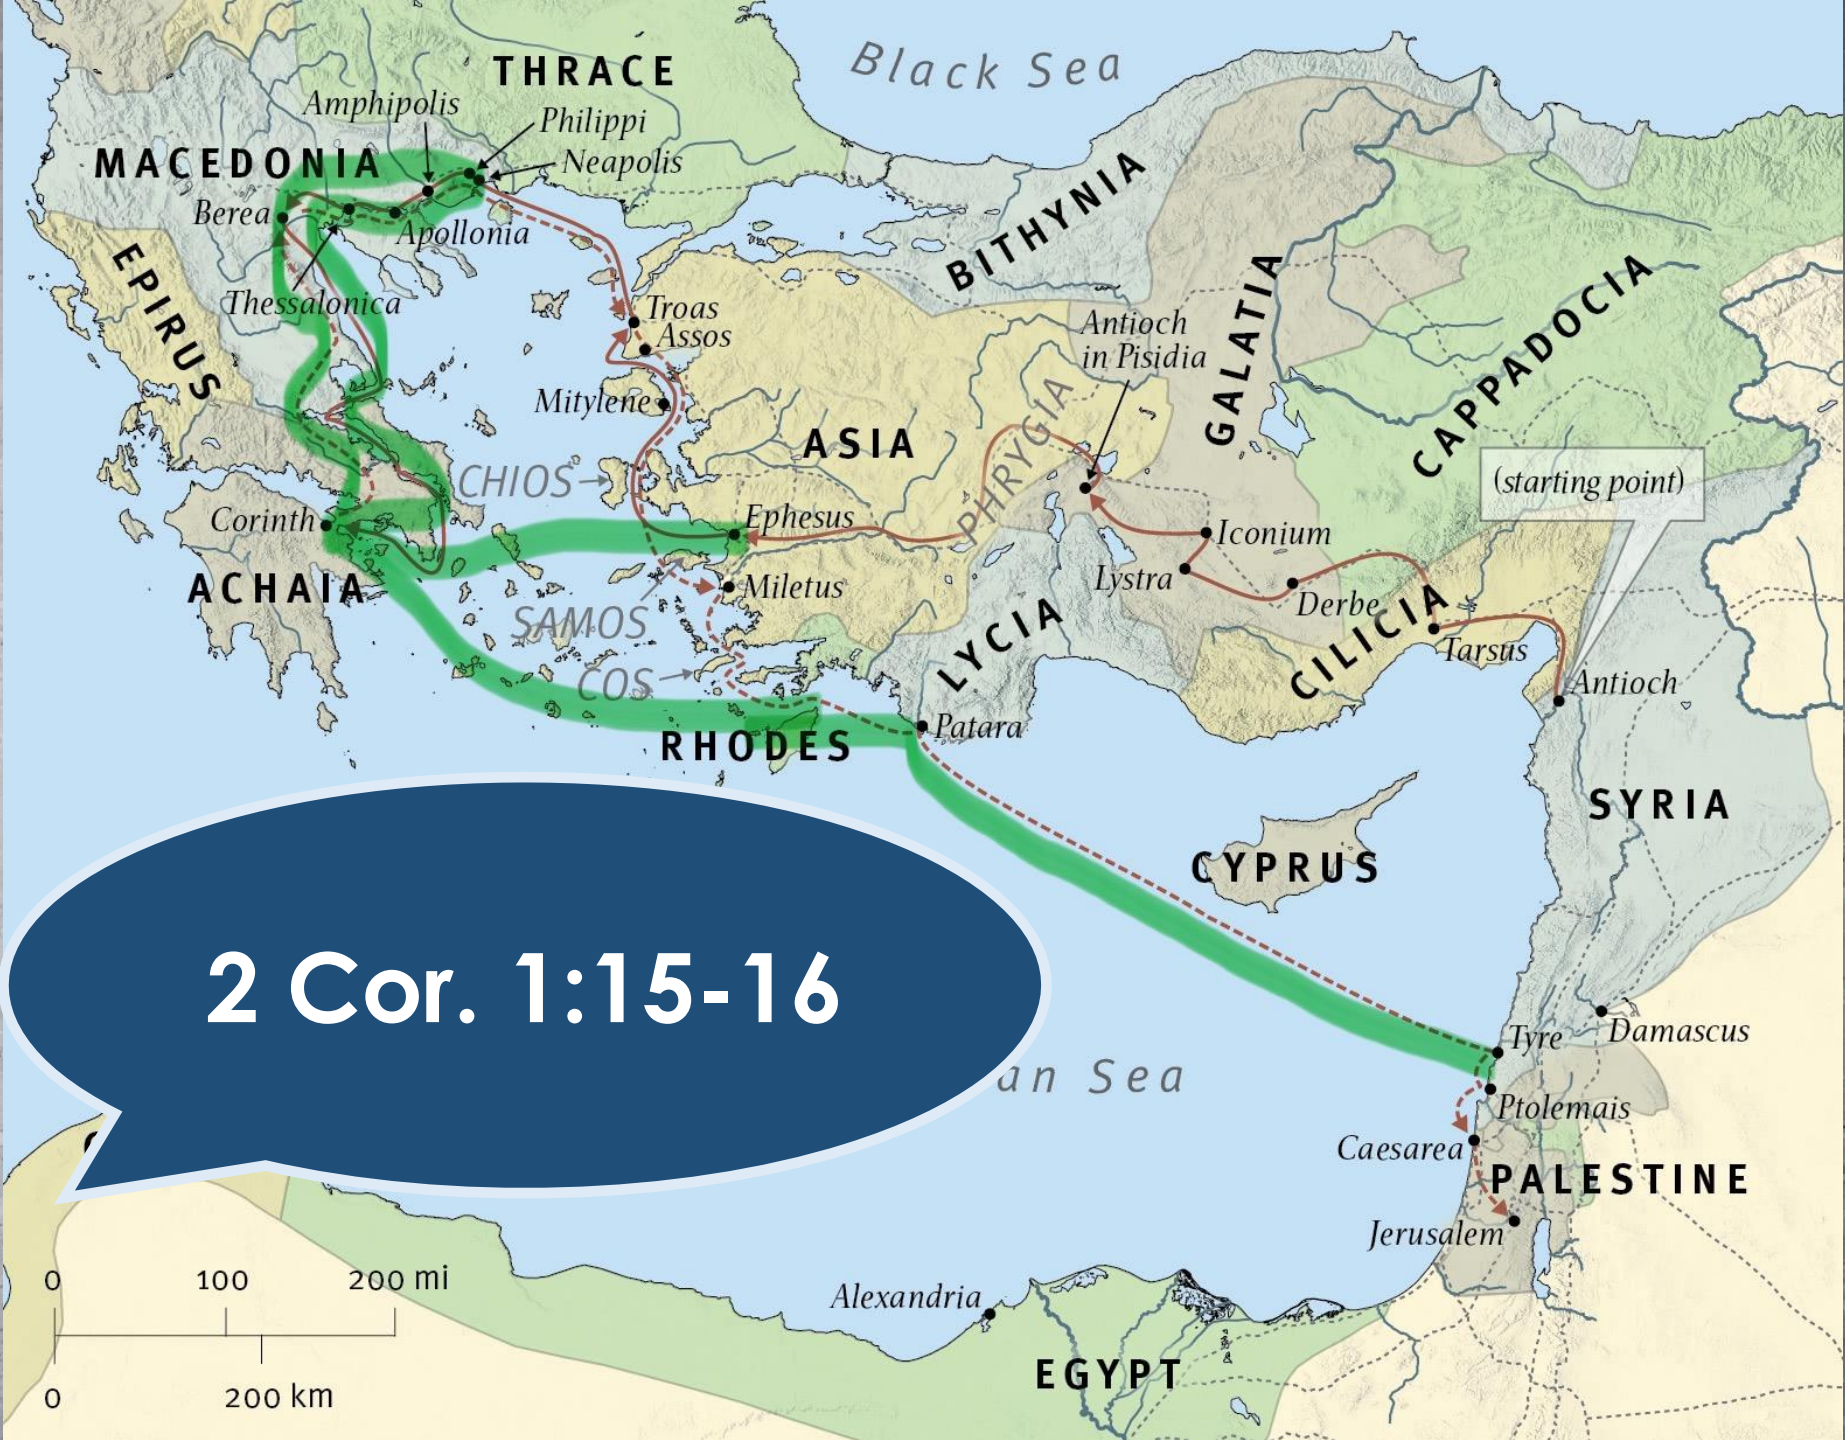 Black Sea
THRACE
Amphipolis
Philippi
MACEDONIA
Neapolis
Berea
Apollonia
BITHYNIA
EPIRUS
Thessalonica
GALATIA
CAPPADOCIA
Troas
Assos
Antioch
in Pisidia
Mitylene
PHRYGIA
ASIA
CHIOS
(starting point)
Corinth
Ephesus
Iconium
ACHAIA
Miletus
Lystra
Derbe
SAMOS
LYCIA
CILICIA
Tarsus
COS
Antioch
RHODES
Patara
SYRIA
CYPRUS
2 Cor. 1:15-16
Tyre
Damascus
an Sea
Ptolemais
Caesarea
PALESTINE
Jerusalem
0 100 200 mi
Alexandria
EGYPT
0 200 km